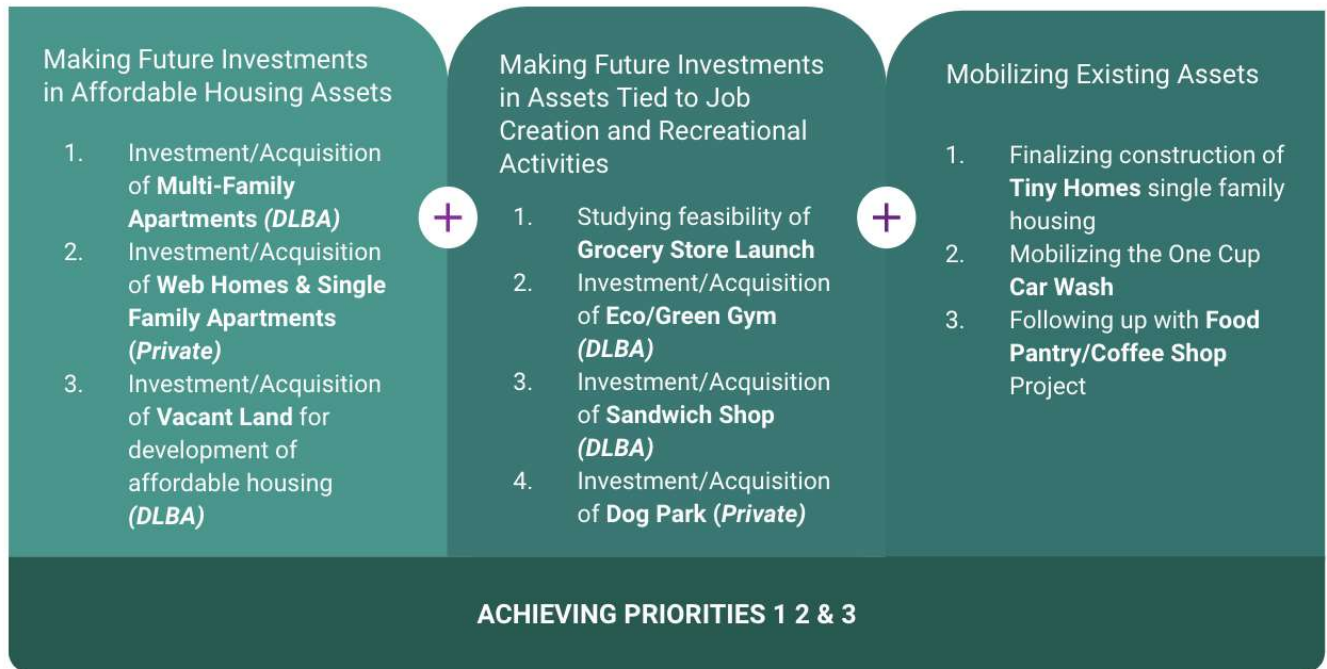 Making Future Investments
in Affordable Housing Assets
1. Investment/Acquisition
of Multi-Family
Apartments (DLBA)
2. Investment/Acquisition
of Web Homes & Single
Family Apartments
(Private)
3. Investment/Acquisition
of Vacant Land for
development of
affordable housing
(DLBA)
+
Making Future Investments
in Assets Tied to Job
Creation and Recreational
Activities
1. Studying feasibility of
Grocery Store Launch
2. Investment/Acquisition
of Eco/Green Gym
(DLBA)
3. Investment/Acquisition
of Sandwich Shop
(DLBA)
4. Investment/Acquisition
of Dog Park (Private)
+
Mobilizing Existing Assets
1. Finalizing construction of
Tiny Homes single family
housing
2. Mobilizing the One Cup
Car Wash
3. Following up with Food
Pantry/Coffee Shop
Project
ACHIEVING PRIORITIES 1 2 & 3